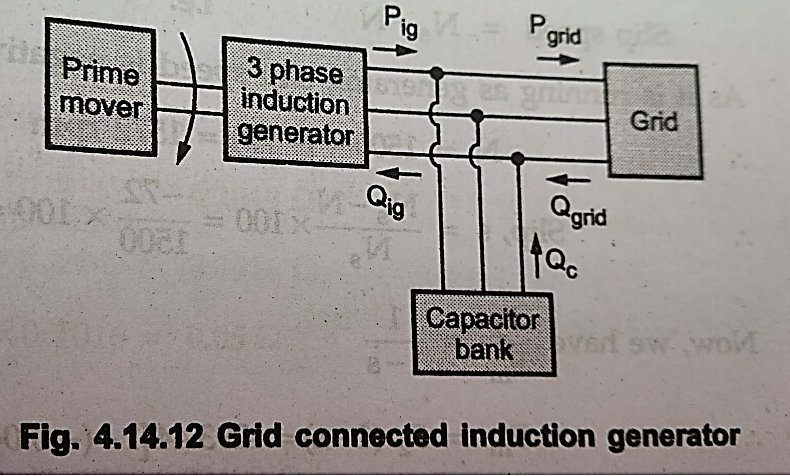 P_ig
P_grid
Prime
mover
3 phase
induction
generator
Grid
Q_ig
Q_grid
Q_c
Capacitor
bank
Fig. 4.14.12 Grid connected induction generator